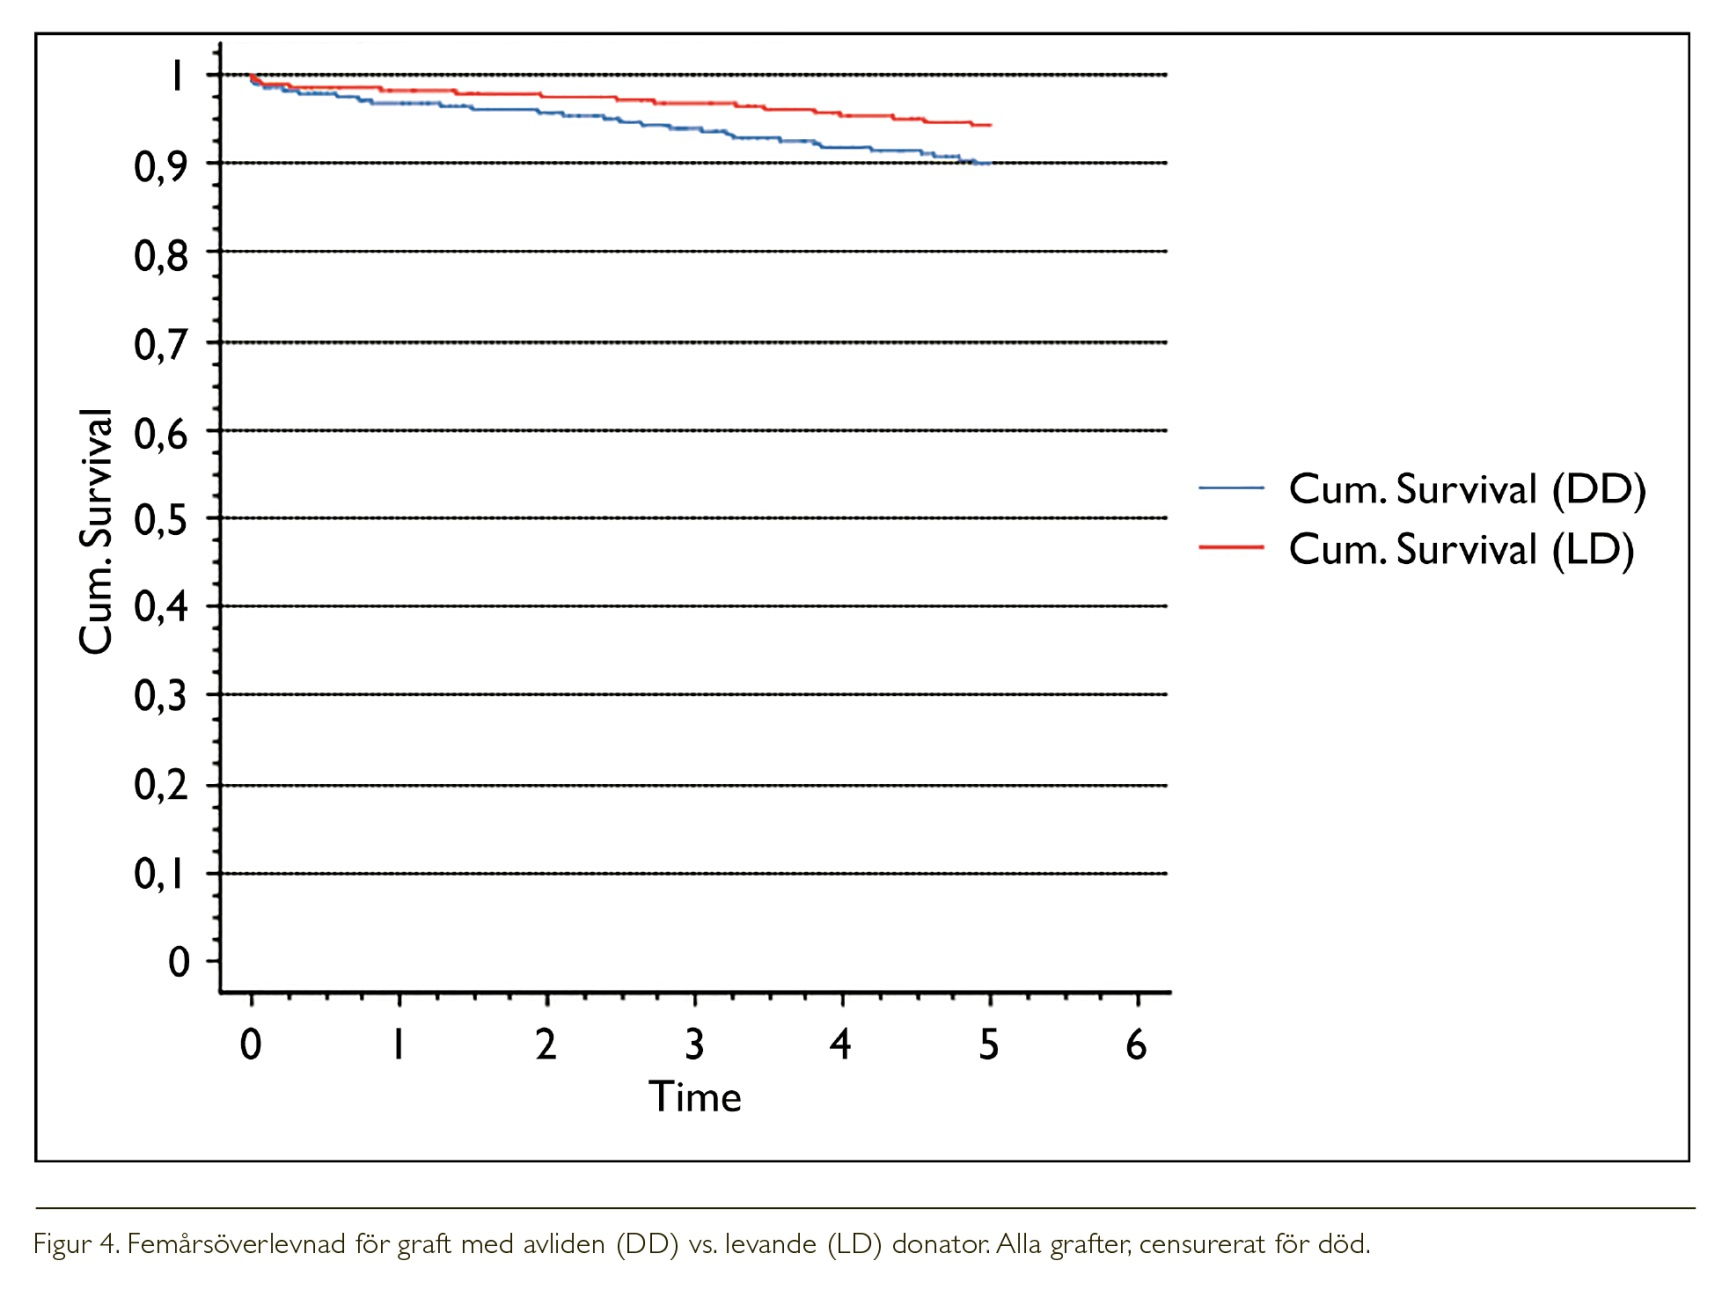 1
0,9
0,8
0,7
0,6
0,5
0,4
0,3
0,2
0,1
0
Cum. Survival
0 1 2 3 4 5 6
Time
Cum. Survival (DD)
Cum. Survival (LD)
Figur 4. Femårsöverlevnad för graft med avliden (DD) vs. levande (LD) donator. Alla grafter, censurerat för död.